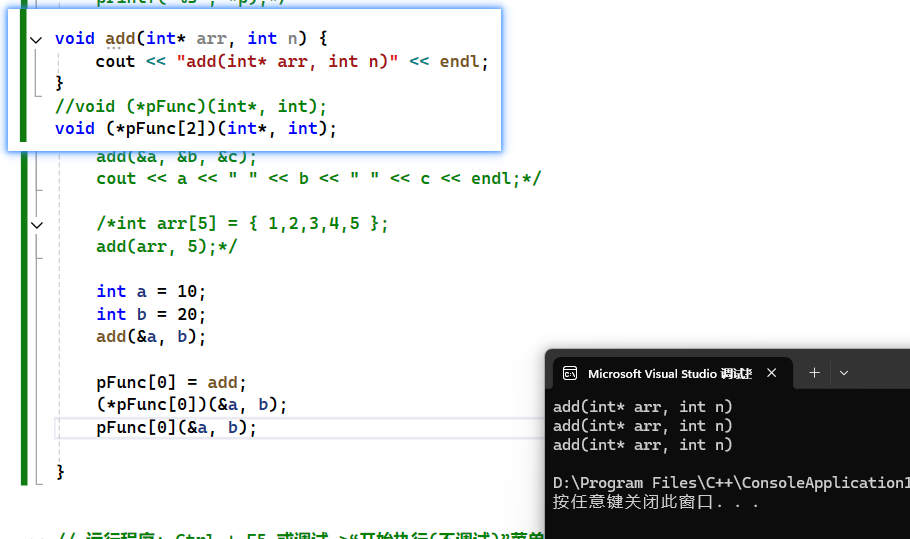 printf("%s", *p);*/
void add(int* arr, int n) {
cout << "add(int* arr, int n)" << endl;
}
//void (*pFunc)(int*, int);
void (*pFunc[2])(int*, int);
add(&a, &b, &c);
cout << a << " " << b << " " << c << endl;*/
/*int arr[5] = { 1,2,3,4,5 };
add(arr, 5);*/
int a = 10;
int b = 20;
add(&a, b);
pFunc[0] = add;
(*pFunc[0])(&a, b);
pFunc[0](&a, b);
}
Microsoft Visual Studio 调试
add(int* arr, int n)
add(int* arr, int n)
add(int* arr, int n)
D:\Program Files\C++\ConsoleApplication1
按任意键关闭此窗口. . .
// 运行程序: Ctrl + F5 或调试 >“开始执行(不调试)”菜单